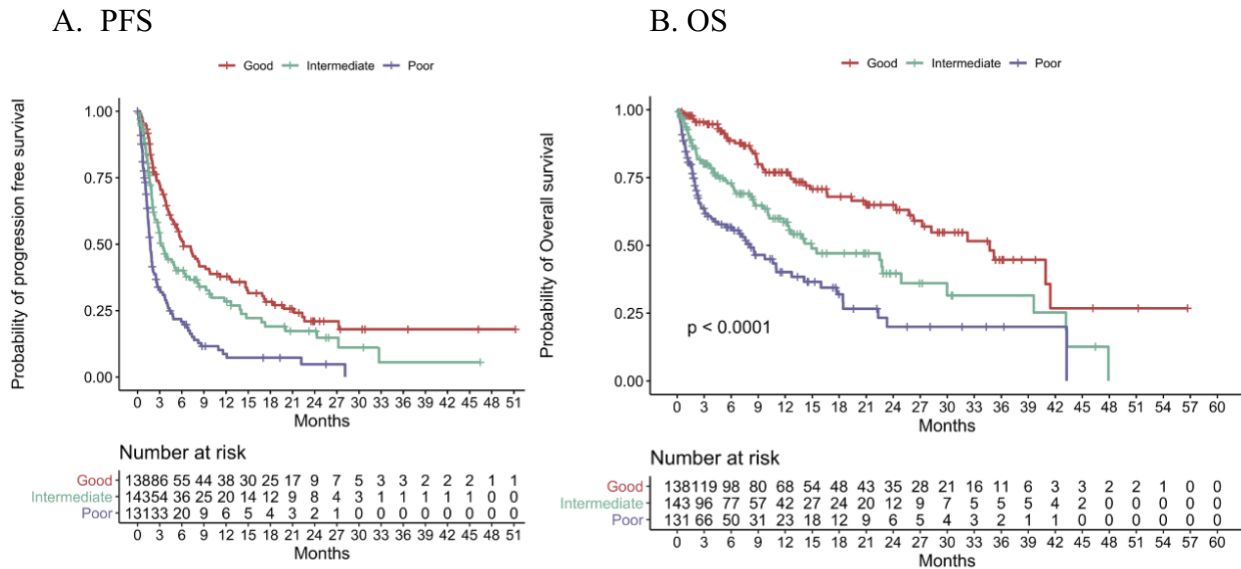 A. PFS
Good Intermediate Poor
Probability of progression free survival
1.00
0.75
0.50
0.25
0.00
0 3 6 9 12 15 18 21 24 27 30 33 36 39 42 45 48 51
Months
Number at risk
Good 13886 55 44 38 30 25 17 9 7 5 3 3 2 2 2 1 1
Intermediate 14354 36 25 20 14 12 9 8 4 3 1 1 1 1 1 0 0
Poor 13133 20 9 6 5 4 3 2 1 0 0 0 0 0 0 0 0
0 3 6 9 12 15 18 21 24 27 30 33 36 39 42 45 48 51
Months
B. OS
Good Intermediate Poor
Probability of Overall survival
1.00
0.75
0.50
0.25
0.00
p < 0.0001
0 3 6 9 12 15 18 21 24 27 30 33 36 39 42 45 48 51 54 57 60
Months
Number at risk
Good 138119 98 80 68 54 48 43 35 28 21 16 11 6 3 3 2 2 1 0 0
Intermediate 143 96 77 57 42 27 24 20 12 9 7 5 5 5 4 2 0 0 0 0 0
Poor 131 66 50 31 23 18 12 9 6 5 4 3 2 1 1 0 0 0 0 0 0
0 3 6 9 12 15 18 21 24 27 30 33 36 39 42 45 48 51 54 57 60
Months